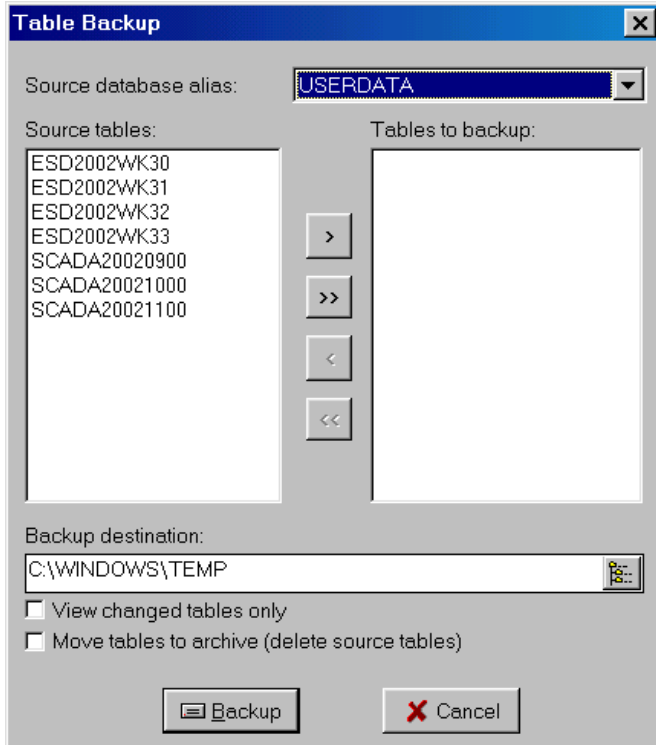 Table Backup
Source database alias: USERDATA
Source tables:
Tables to backup:
ESD2002WK30
ESD2002WK31
ESD2002WK32
ESD2002WK33
SCADA20020900
SCADA20021000
SCADA20021100
>
>>
<
<<
Backup destination:
C:\WINDOWS\TEMP
View changed tables only
Move tables to archive (delete source tables)
Backup
Cancel